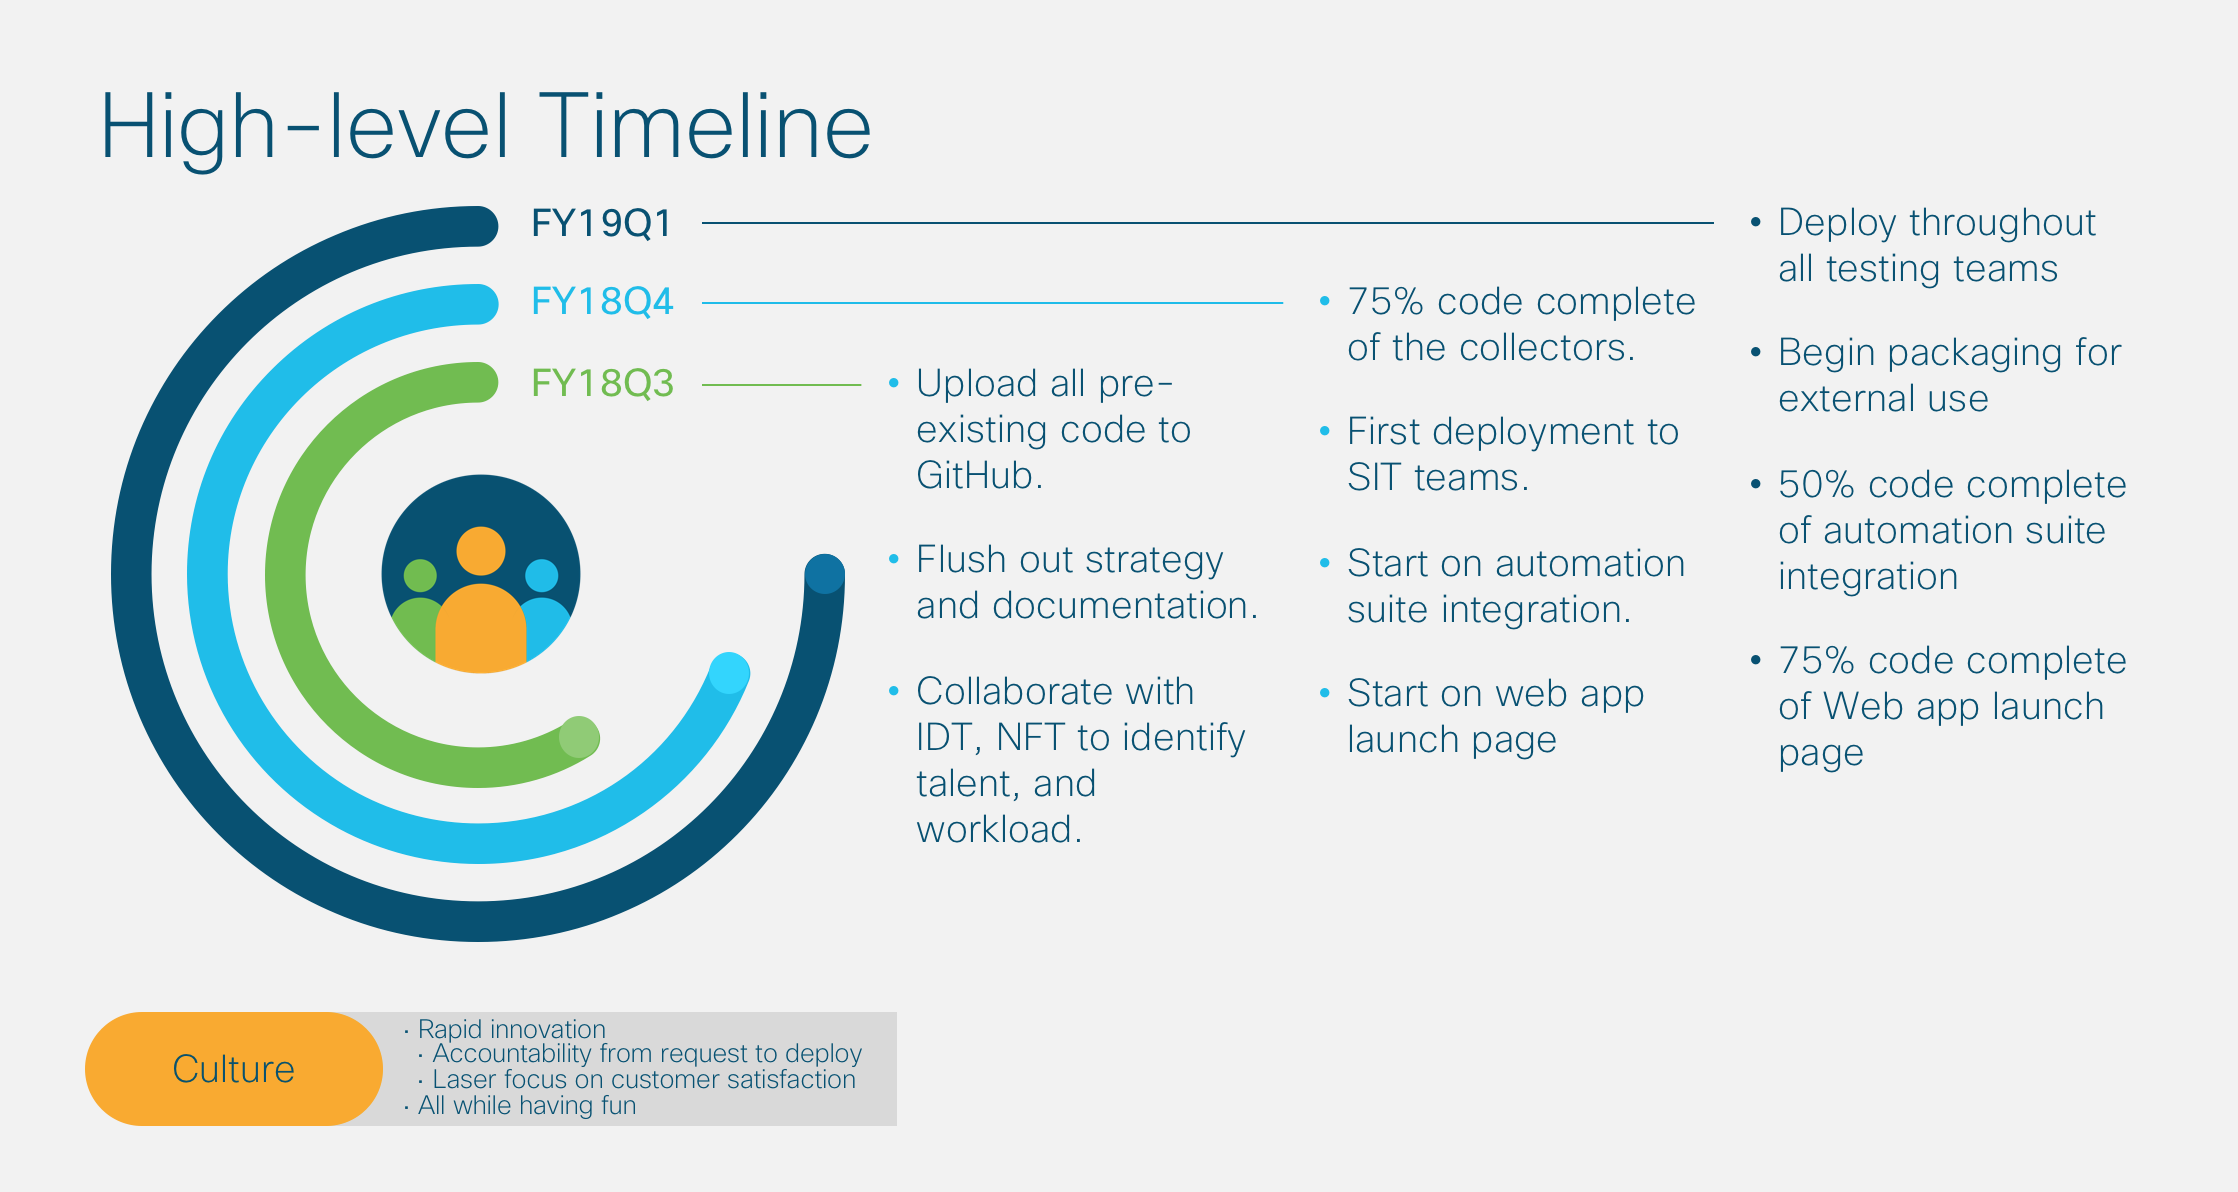 High-level Timeline
FY19Q1
FY18Q4
FY18Q3
• Upload all pre-
existing code to
GitHub.
• Flush out strategy
and documentation.
• Collaborate with
IDT, NFT to identify
talent, and
workload.
• 75% code complete
of the collectors.
• First deployment to
SIT teams.
• Start on automation
suite integration.
• Start on web app
launch page
• Deploy throughout
all testing teams
• Begin packaging for
external use
• 50% code complete
of automation suite
integration
• 75% code complete
of Web app launch
page
Culture
• Rapid innovation
• Accountability from request to deploy
• Laser focus on customer satisfaction
• All while having fun